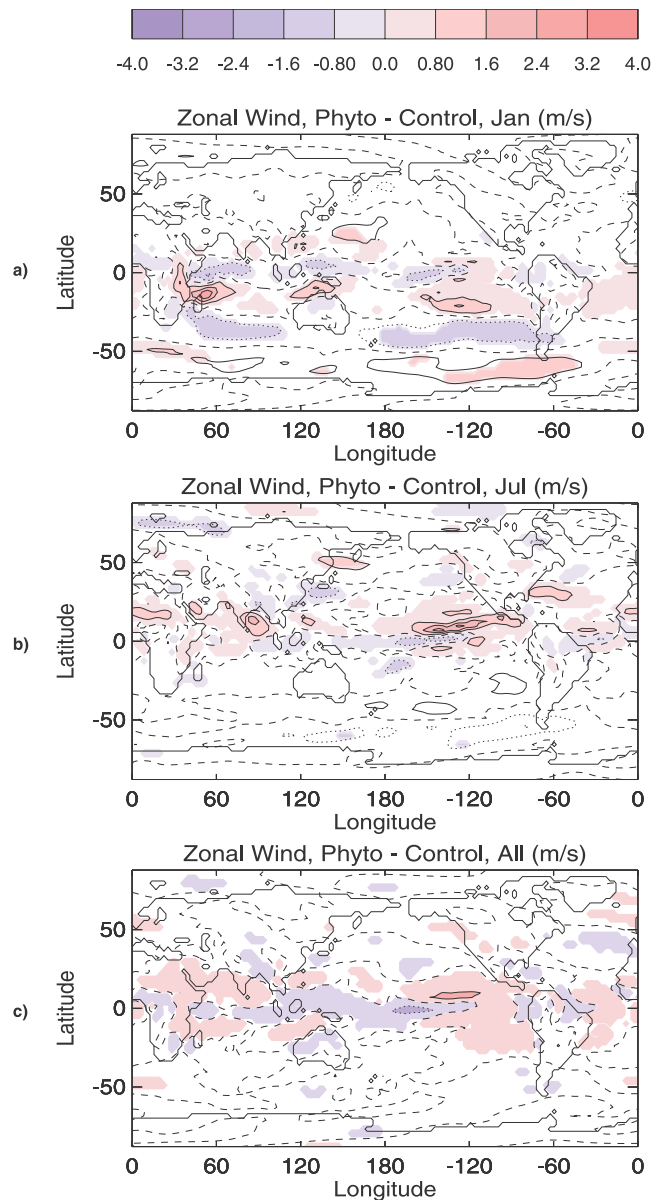 -4.0 -3.2 -2.4 -1.6 -0.80 0.0 0.80 1.6 2.4 3.2 4.0
Zonal Wind, Phyto - Control, Jan (m/s)
a)
Latitude
50
0
-50
0 60 120 180 -120 -60 0
Longitude
Zonal Wind, Phyto - Control, Jul (m/s)
b)
Latitude
50
0
-50
0 60 120 180 -120 -60 0
Longitude
Zonal Wind, Phyto - Control, All (m/s)
c)
Latitude
50
0
-50
0 60 120 180 -120 -60 0
Longitude